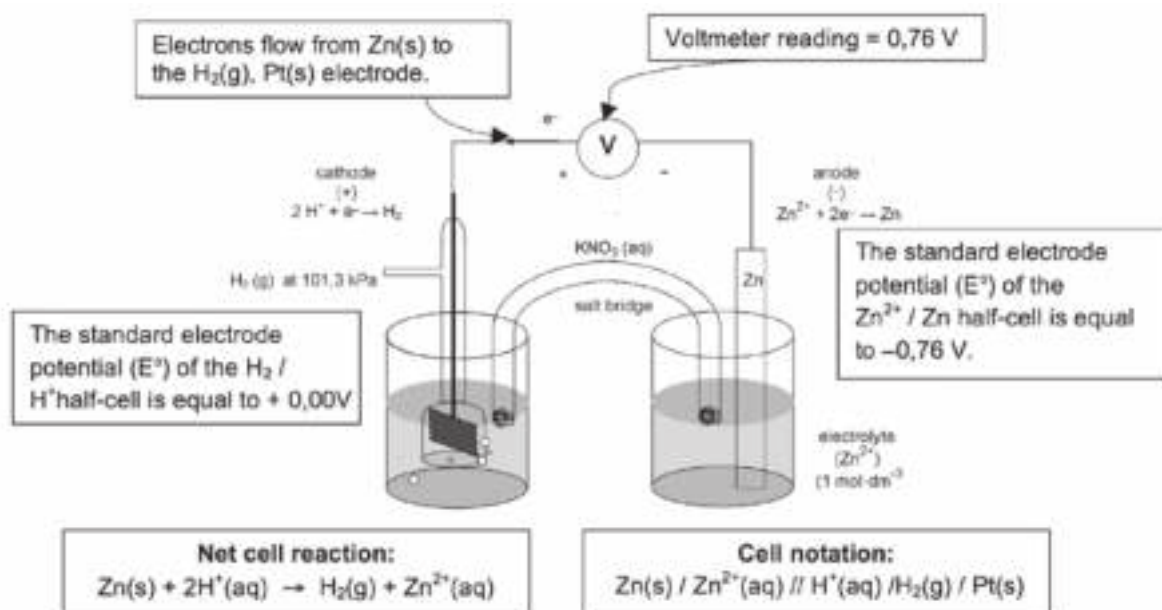 Electrons flow from Zn(s) to
the H₂(g), Pt(s) electrode.
Voltmeter reading = 0,76 V
e⁻
V
+
–
cathode
(+)
2 H⁺ + e⁻ → H₂
anode
(-)
Zn²⁺ + 2e⁻ → Zn
KNO₃ (aq)
H₂ (g) at 101,3 kPa
salt bridge
Zn
The standard electrode
potential (E°) of the H₂ /
H⁺half-cell is equal to + 0,00V
The standard electrode
potential (E°) of the
Zn²⁺ / Zn half-cell is equal
to –0,76 V.
electrolyte
(Zn²⁺)
(1 mol·dm⁻³
Net cell reaction:
Zn(s) + 2H⁺(aq) → H₂(g) + Zn²⁺(aq)
Cell notation:
Zn(s) / Zn²⁺(aq) // H⁺(aq) /H₂(g) / Pt(s)